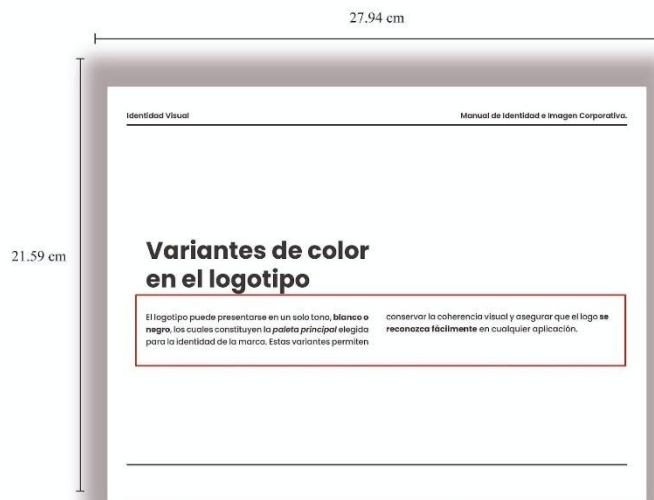 27.94 cm
21.59 cm
Identidad Visual
Manual de Identidad e Imagen Corporativa.
Variantes de color
en el logotipo
El logotipo puede presentarse en un solo tono, blanco o
negro, los cuales constituyen la paleta principal elegida
para la identidad de la marca. Estas variantes permiten
conservar la coherencia visual y asegurar que el logo se
reconozca fácilmente en cualquier aplicación.